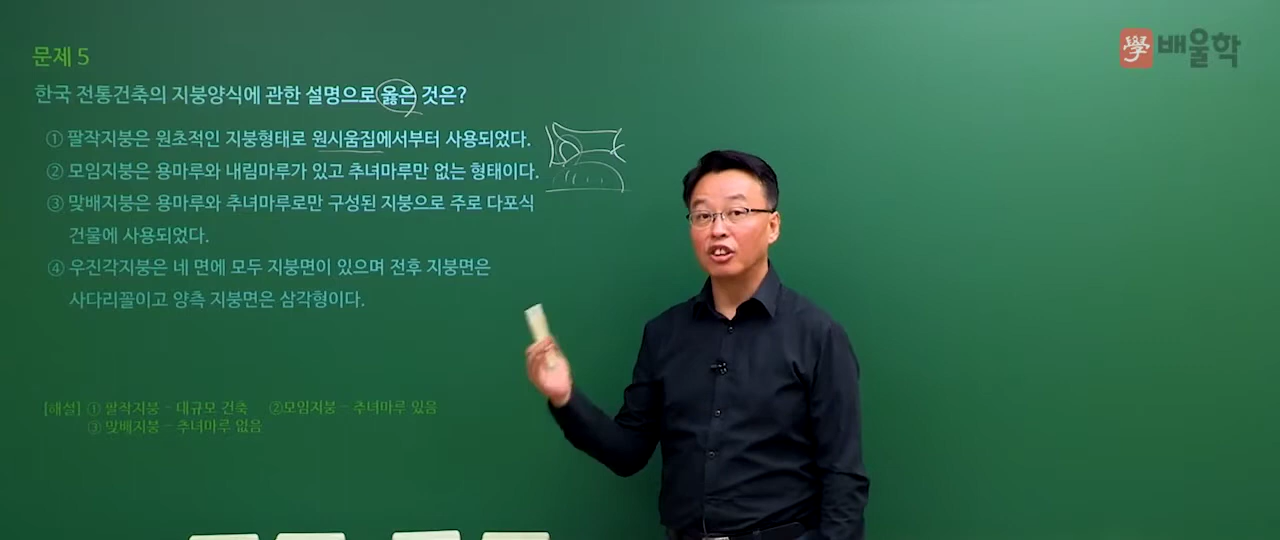 學 배울학
문제 5
한국 전통건축의 지붕양식에 관한 설명으로 옳은 것은?
① 팔작지붕은 원초적인 지붕형태로 원시움집에서부터 사용되었다.
② 모임지붕은 용마루와 내림마루가 있고 추녀마루만 없는 형태이다.
③ 맞배지붕은 용마루와 추녀마루로만 구성된 지붕으로 주로 다포식
건물에 사용되었다.
④ 우진각지붕은 네 면에 모두 지붕면이 있으며 전후 지붕면은
사다리꼴이고 양측 지붕면은 삼각형이다.
[해설] ① 팔작지붕 - 대규모 건축 ②모임지붕 - 추녀마루 있음
③ 맞배지붕 - 추녀마루 없음